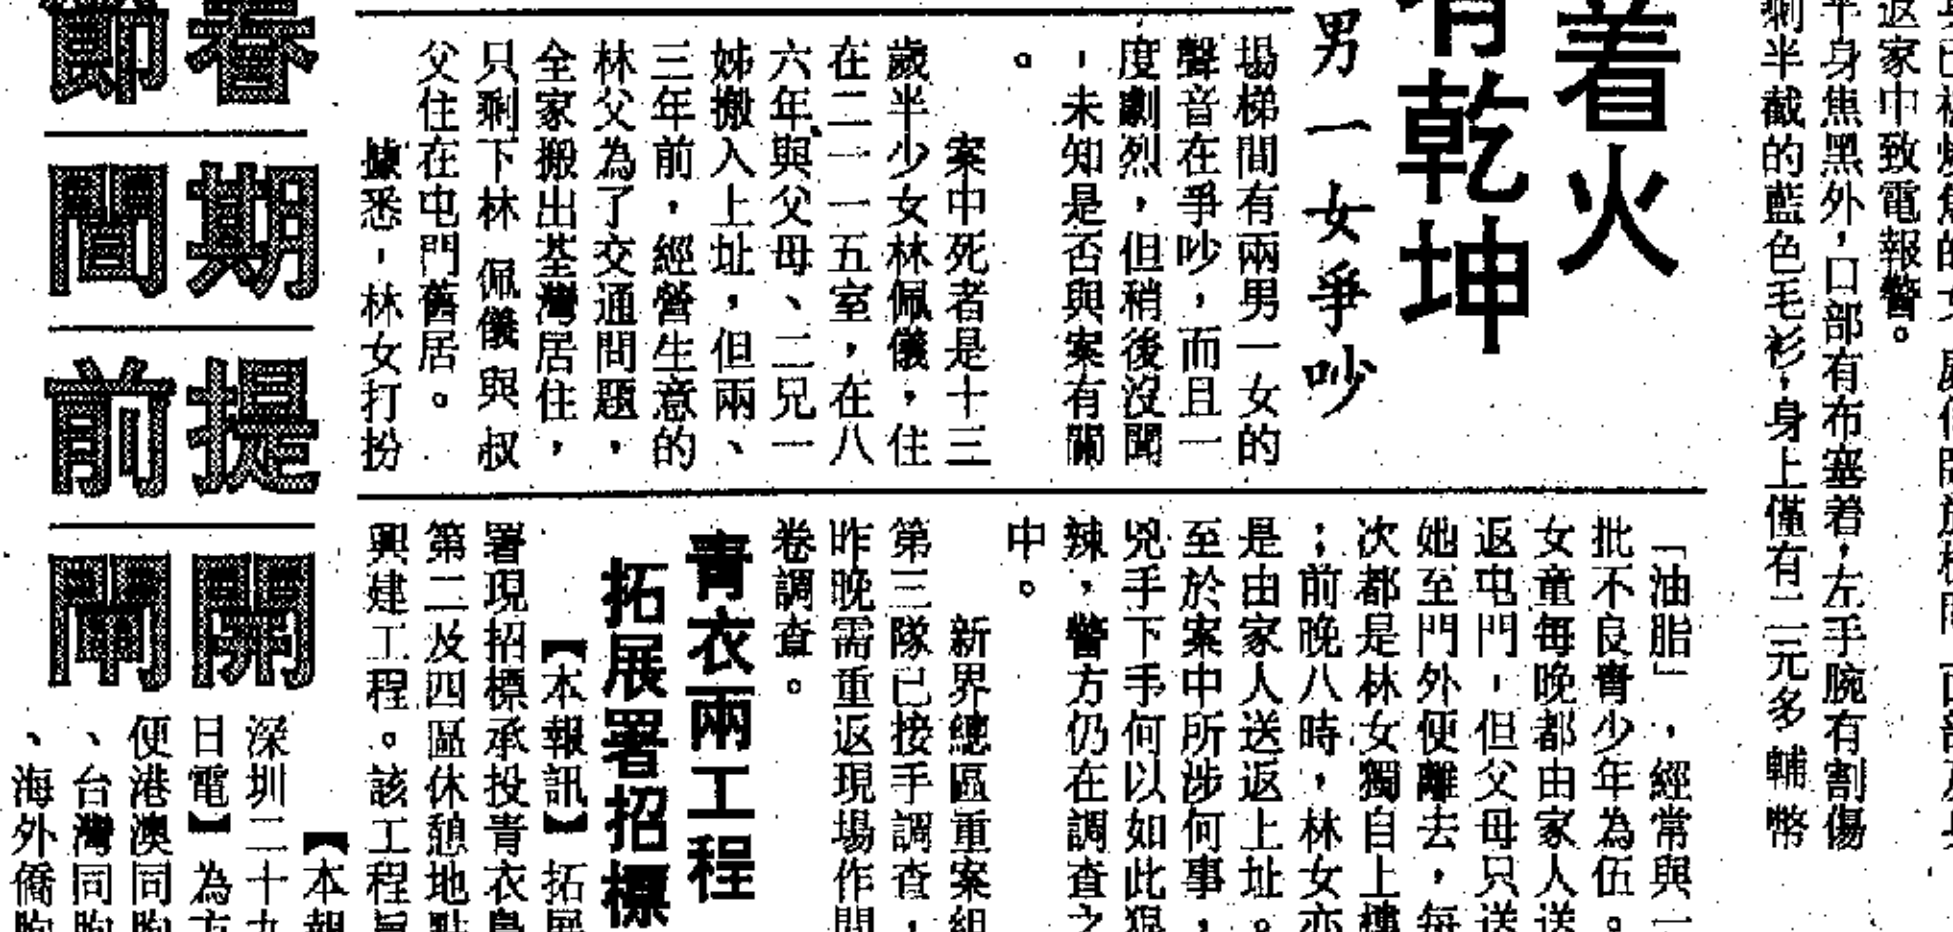 返家中致電報警。
半身焦黑外，口部有布塞着，左手腕有割傷
剩半截的藍色毛衫，身上僅有二元多輔幣
着火
有乾坤
男一女爭吵
場梯間有兩男一女的
聲音在爭吵，而且一
度劇烈，但稍後沒聞
，未知是否與案有關
。
案中死者是十三
歲半少女林佩儀，住
在二一一五室，在八
六年與父母、二兄一
姊搬入上址，但兩、
三年前，經營生意的
林父為了交通問題，
全家搬出荃灣居住，
只剩下林佩儀與叔
父住在屯門舊居。
據悉，林女打扮
「油脂」，經常與一
批不良青少年為伍。
女童每晚都由家人送
返屯門，但父母只送
她至門外便離去，每
次都是林女獨自上樓
；前晚八時，林女亦
是由家人送返上址。
至於案中所涉何事，
兇手下手何以如此狠
辣，警方仍在調查之
中。
新界總區重案組
第三隊已接手調查，
昨晚需重返現場作問
卷調查。
青衣兩工程
拓展署招標
【本報訊】拓展
署現招標承投青衣島
第二及四區休憩地點
興建工程。該工程
春節
期間
提前
開閘
【本報
深圳二十九
日電】為方
便港澳同胞
、台灣同胞
、海外僑胞